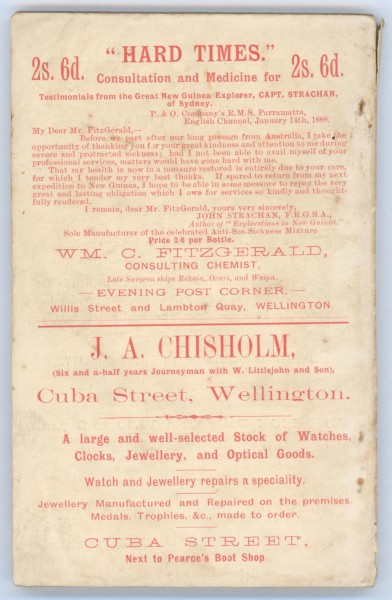 "HARD TIMES."
2s. 6d. Consultation and Medicine for 2s. 6d.
Testimonials from the Great New Guinea Explorer, CAPT. STRACHAN,
of Sydney.
P. & O. Company's R.M.S. Parramatta,
English Channel, January 14th, 1888.
My Dear Mr. FitzGerald,—
Before we part after our long passage from Australia, I take the
opportunity of thanking you for your great kindness and attention to me during
severe and protracted sickness; had I not been able to avail myself of your
professional services, matters would have gone hard with me.
That my health is now in a measure restored is entirely due to your care,
for which I tender you my best thanks. If spared to return from my next
expedition to New Guinea, I hope to be able in some measure to repay the very
great and lasting obligation which I owe for services so kindly and thought-
fully rendered.
I remain, dear Mr. FitzGerald, yours very sincerely,
JOHN STRACHAN, F.R.G.S.A.,
Author of "Explorations in New Guinea."
Sole Manufacturer of the celebrated Anti-Sea-Sickness Mixture
Price 2/6 per Bottle.
WM. C. FITZGERALD,
CONSULTING CHEMIST,
Late Surgeon ships Rakaia, Orari, and Waipa.
—EVENING POST CORNER,—
Willis Street and Lambton Quay, WELLINGTON.
J. A. CHISHOLM,
(Six and a-half years Journeyman with W. Littlejohn and Son),
Cuba Street, Wellington.
A large and well-selected Stock of Watches,
Clocks, Jewellery, and Optical Goods.
Watch and Jewellery repairs a speciality.
Jewellery Manufactured and Repaired on the premises
Medals, Trophies, &c., made to order.
CUBA STREET,
Next to Pearce's Boot Shop